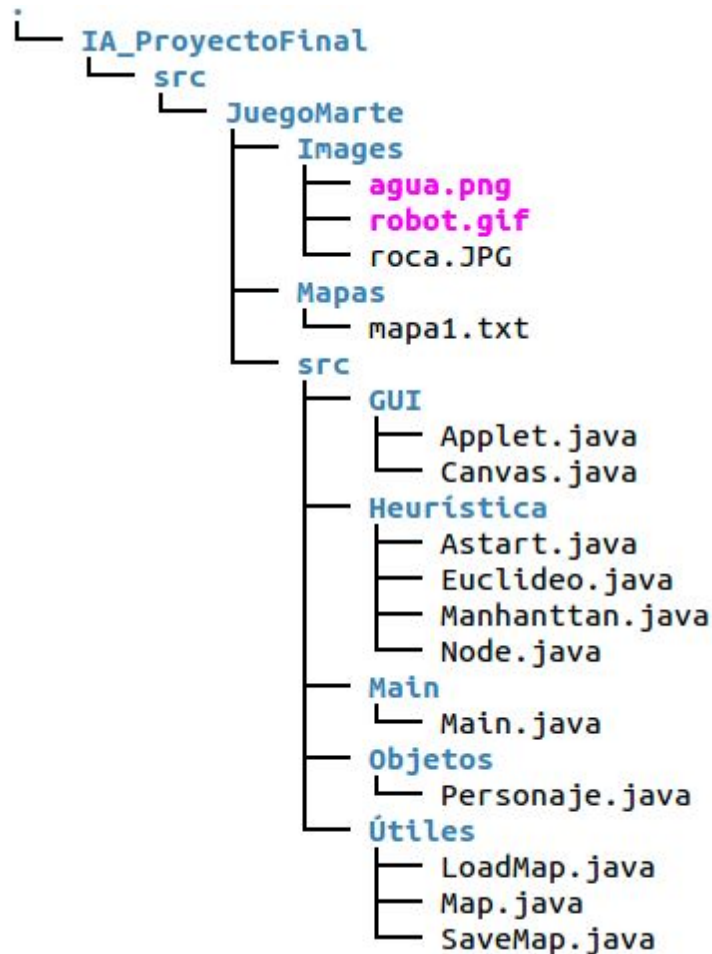 .
IA_ProyectoFinal
src
JuegoMarte
Images
agua.png
robot.gif
roca.JPG
Mapas
mapa1.txt
src
GUI
Applet.java
Canvas.java
Heurística
Astart.java
Euclideo.java
Manhanttan.java
Node.java
Main
Main.java
Objetos
Personaje.java
Útiles
LoadMap.java
Map.java
SaveMap.java